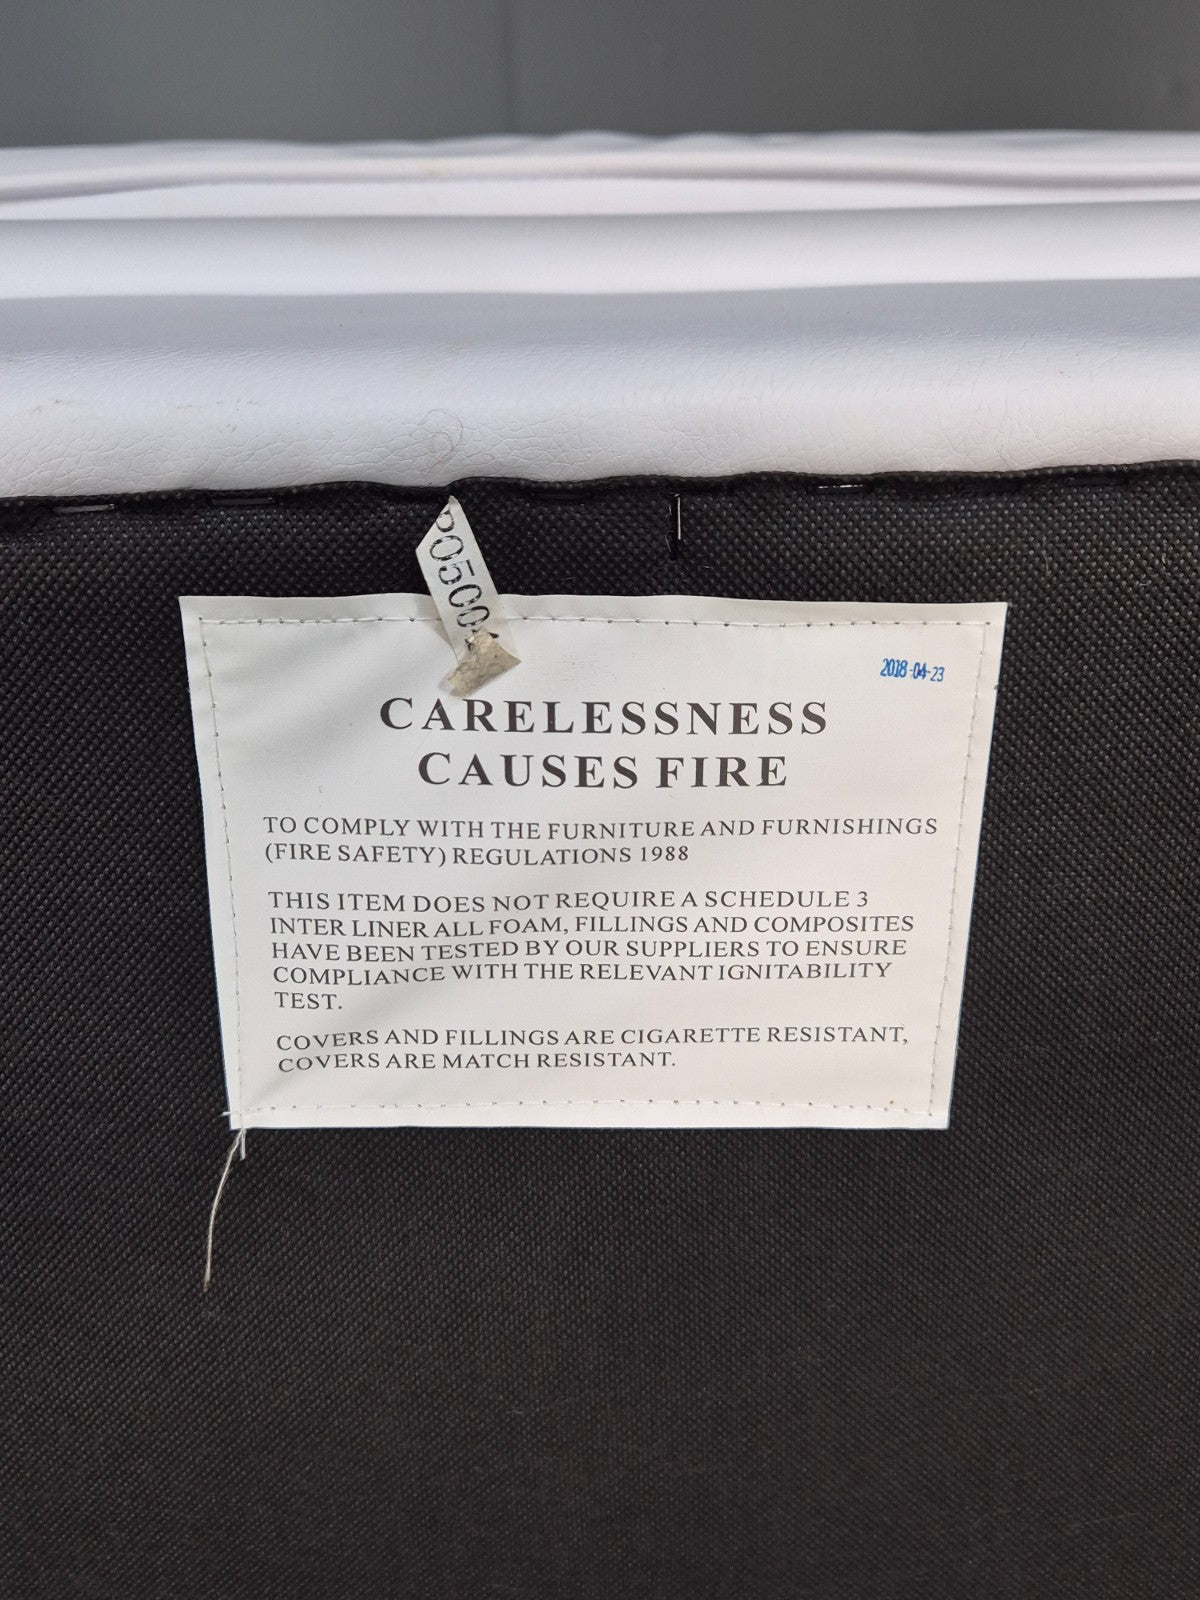 2018-04-23
CARELESSNESS
CAUSES FIRE
TO COMPLY WITH THE FURNITURE AND FURNISHINGS
(FIRE SAFETY) REGULATIONS 1988
THIS ITEM DOES NOT REQUIRE A SCHEDULE 3
INTER LINER ALL FOAM, FILLINGS AND COMPOSITES
HAVE BEEN TESTED BY OUR SUPPLIERS TO ENSURE
COMPLIANCE WITH THE RELEVANT IGNITABILITY
TEST.
COVERS AND FILLINGS ARE CIGARETTE RESISTANT,
COVERS ARE MATCH RESISTANT.